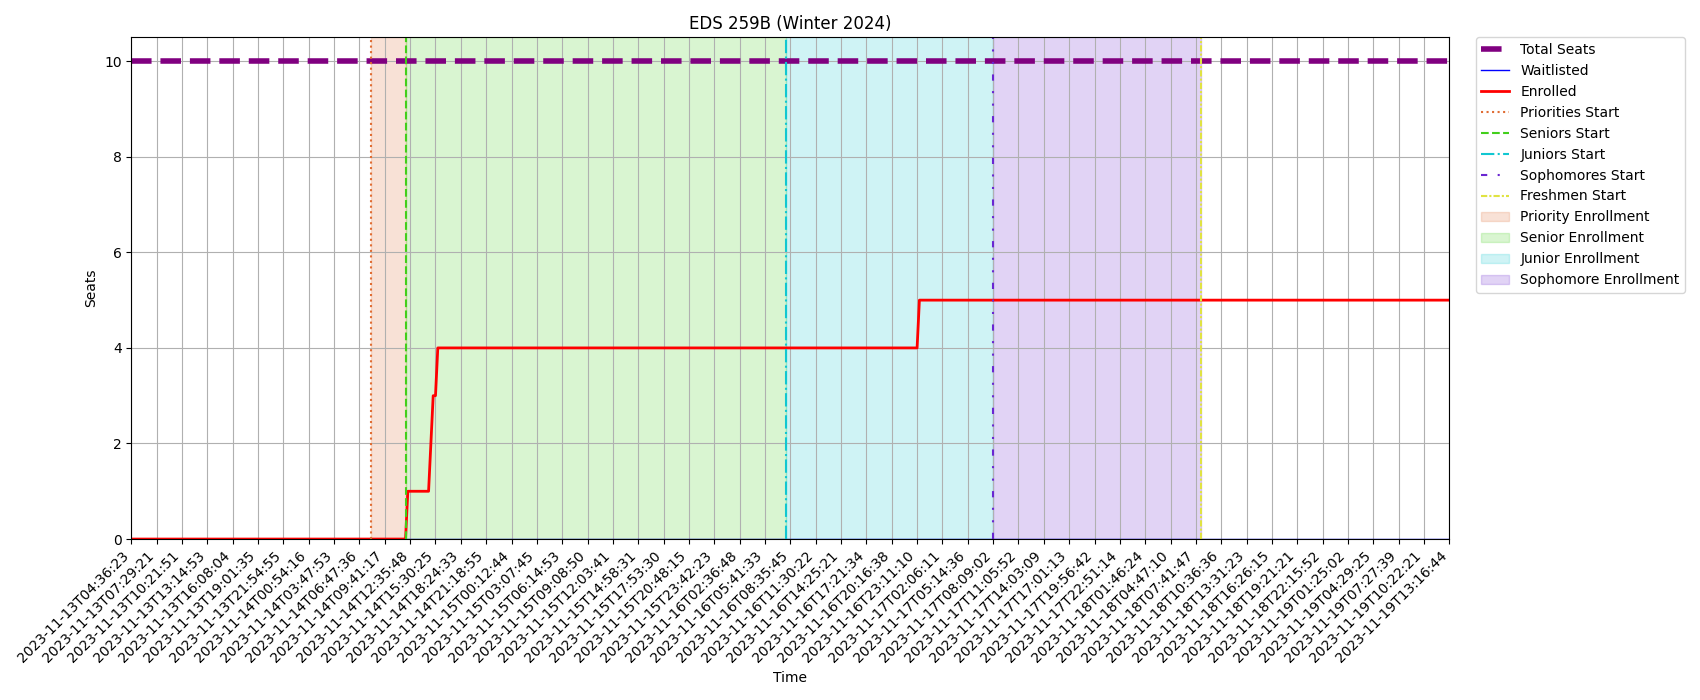 EDS 259B (Winter 2024)
10
8
6
4
2
0
Seats
2023-11-13T04:36:23
2023-11-13T07:29:21
2023-11-13T10:21:51
2023-11-13T13:14:53
2023-11-13T16:08:04
2023-11-13T19:01:35
2023-11-13T21:54:55
2023-11-14T00:54:16
2023-11-14T03:47:53
2023-11-14T06:47:36
2023-11-14T09:41:17
2023-11-14T12:35:48
2023-11-14T15:30:25
2023-11-14T18:24:33
2023-11-14T21:18:55
2023-11-15T00:12:44
2023-11-15T03:07:45
2023-11-15T06:14:53
2023-11-15T09:08:50
2023-11-15T12:03:41
2023-11-15T14:58:31
2023-11-15T17:53:30
2023-11-15T20:48:15
2023-11-15T23:42:23
2023-11-16T02:36:48
2023-11-16T05:41:33
2023-11-16T08:35:45
2023-11-16T11:30:22
2023-11-16T14:25:21
2023-11-16T17:21:34
2023-11-16T20:16:38
2023-11-16T23:11:10
2023-11-17T02:06:11
2023-11-17T05:14:36
2023-11-17T08:09:02
2023-11-17T11:05:52
2023-11-17T14:03:09
2023-11-17T17:01:13
2023-11-17T19:56:42
2023-11-17T22:51:14
2023-11-18T01:46:24
2023-11-18T04:47:10
2023-11-18T07:41:47
2023-11-18T10:36:36
2023-11-18T13:31:23
2023-11-18T16:26:15
2023-11-18T19:21:21
2023-11-18T22:15:52
2023-11-19T01:25:02
2023-11-19T04:29:25
2023-11-19T07:27:39
2023-11-19T10:22:21
2023-11-19T13:16:44
Time
Total Seats
Waitlisted
Enrolled
Priorities Start
Seniors Start
Juniors Start
Sophomores Start
Freshmen Start
Priority Enrollment
Senior Enrollment
Junior Enrollment
Sophomore Enrollment